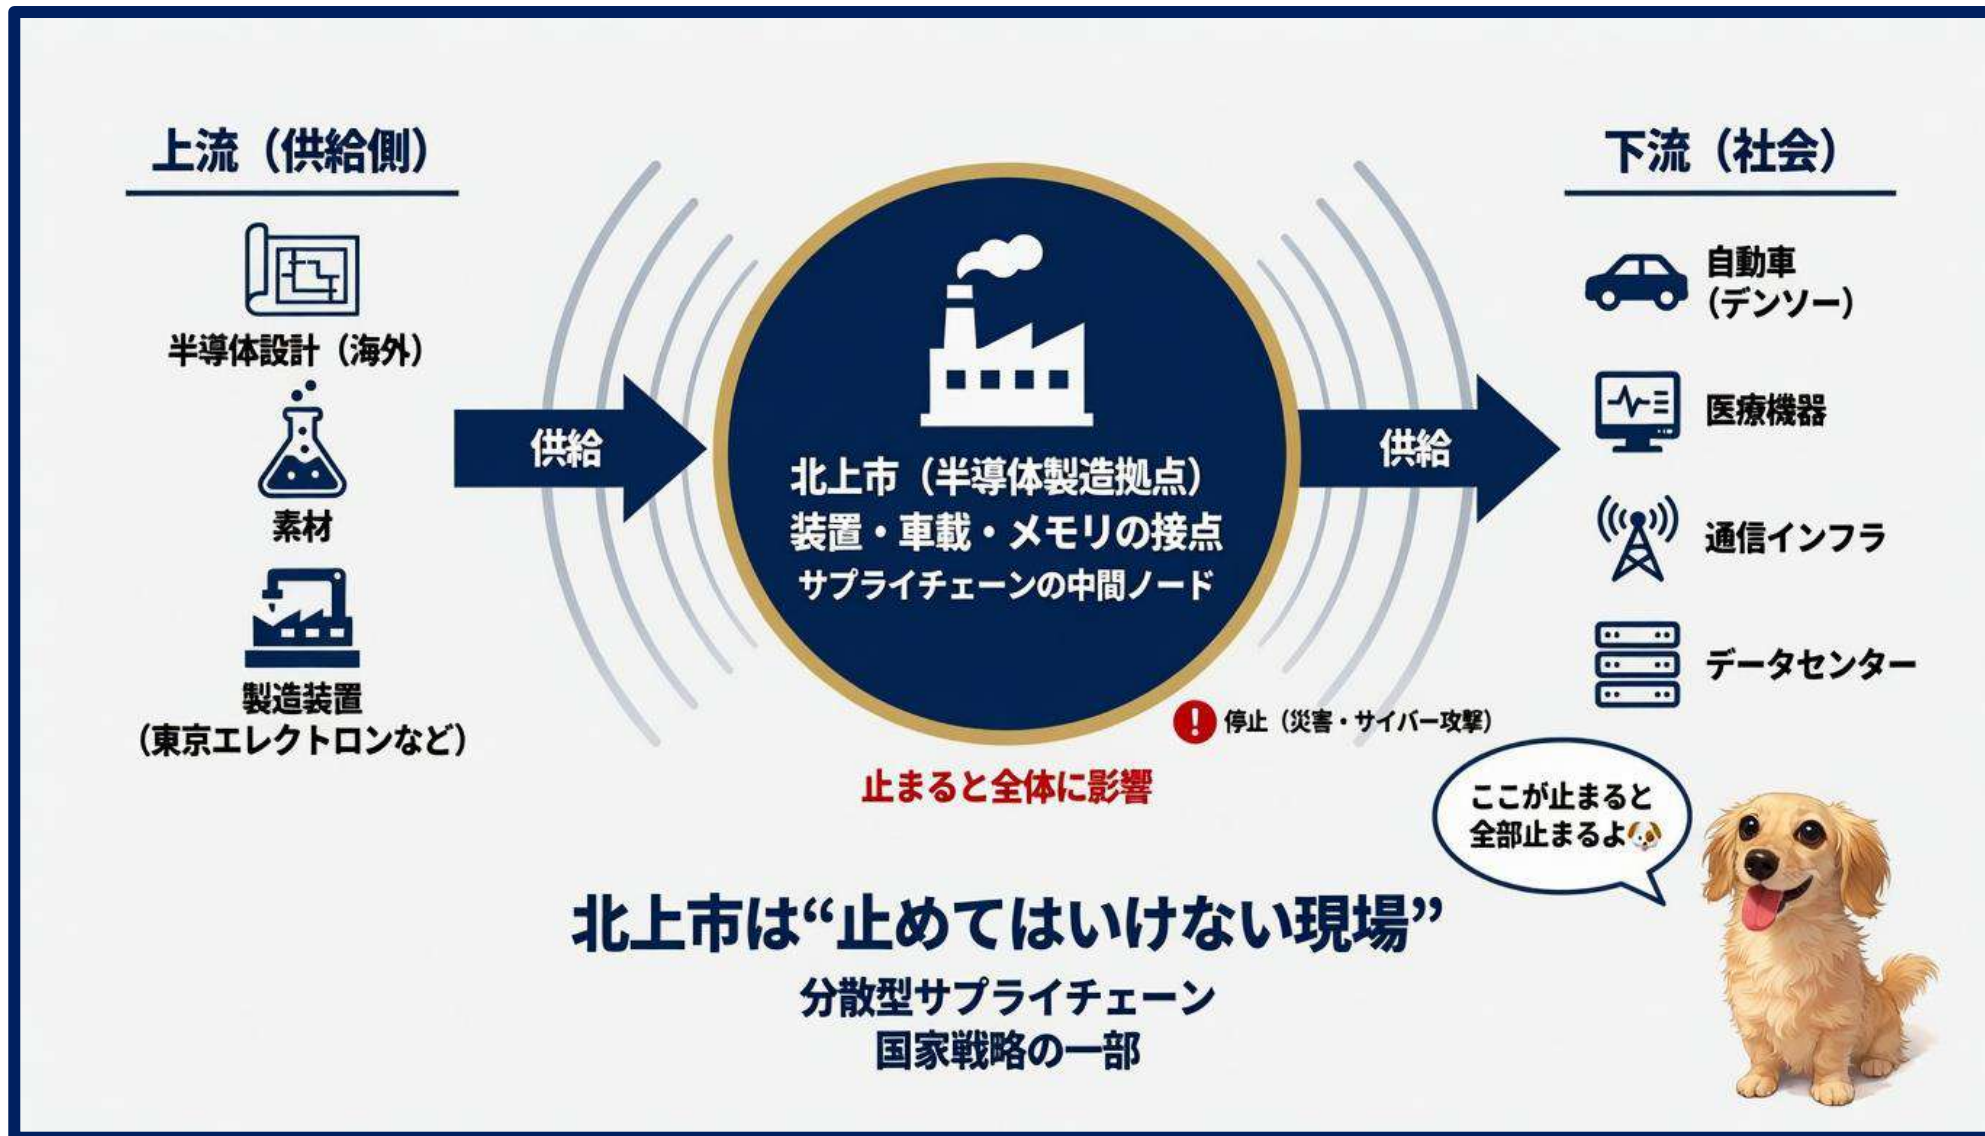 上流（供給側）
半導体設計（海外）
素材
製造装置
（東京エレクトロンなど）
供給
北上市（半導体製造拠点）
装置・車載・メモリの接点
サプライチェーンの中間ノード
供給
下流（社会）
自動車
（デンソー）
医療機器
通信インフラ
データセンター
! 停止（災害・サイバー攻撃）
止まると全体に影響
ここが止まると
全部止まるよ🐶
北上市は“止めてはいけない現場”
分散型サプライチェーン
国家戦略の一部